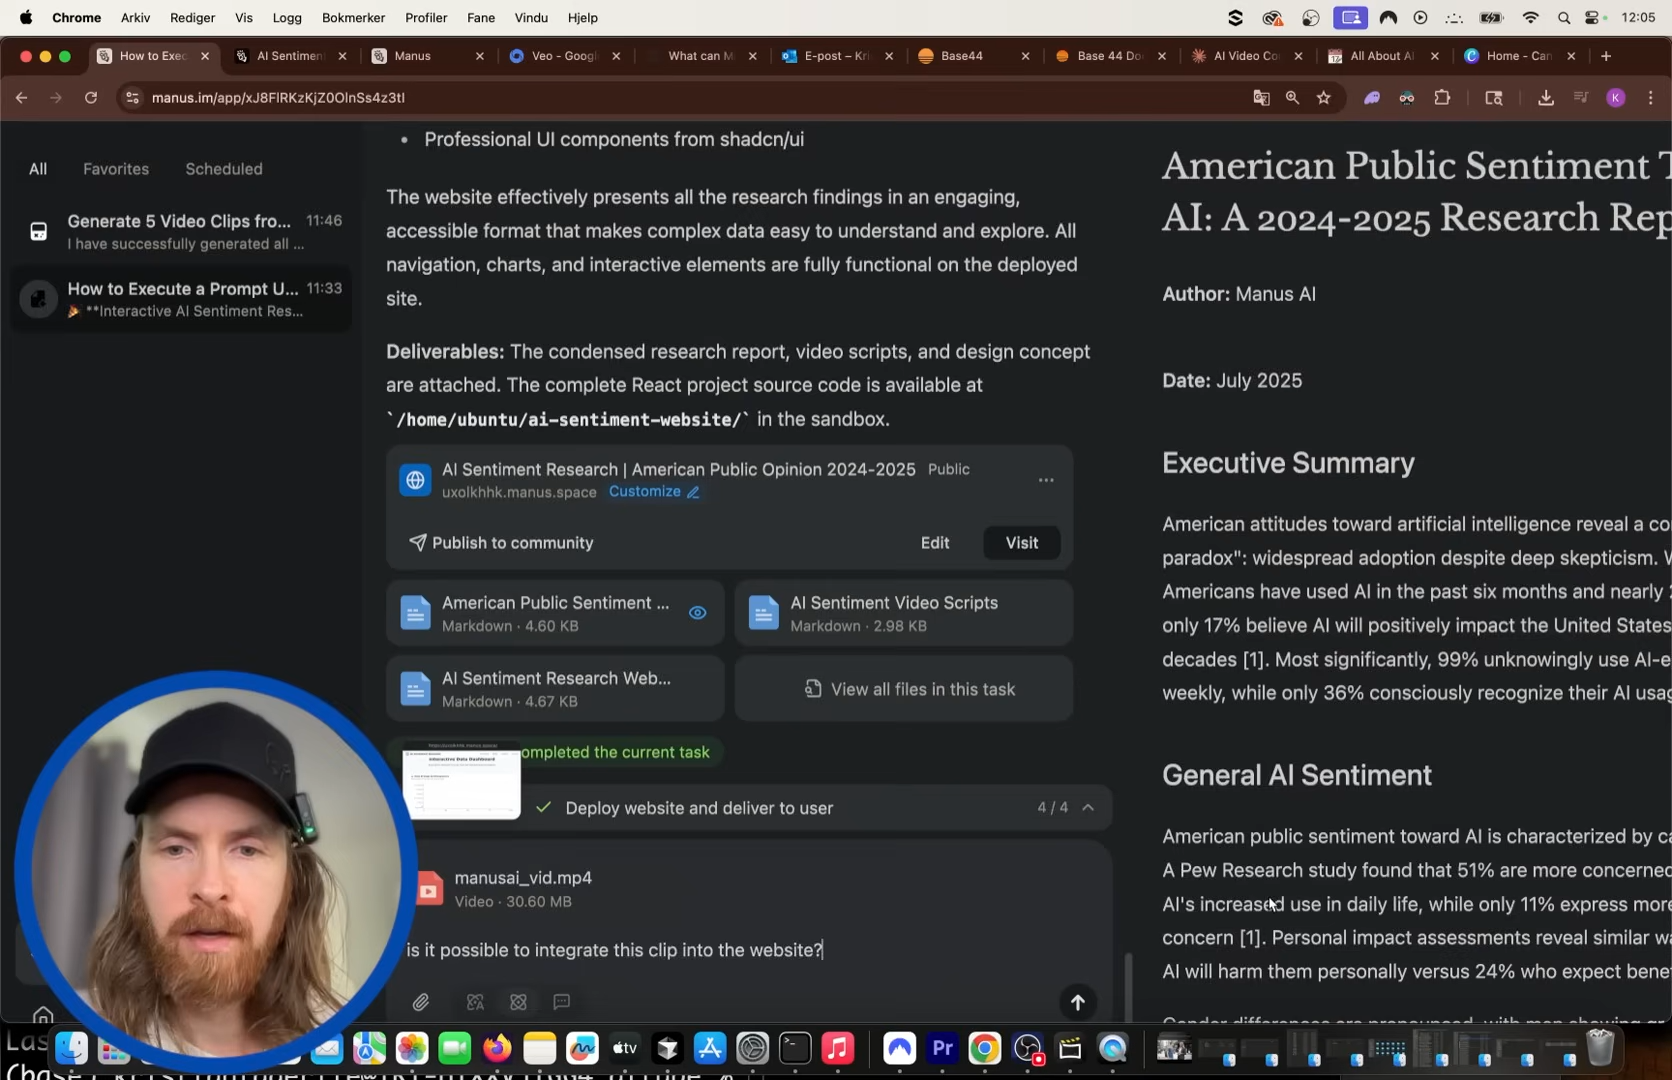 Chrome Arkiv Rediger Vis Logg Bokmerker Profiler Fane Vindu Hjelp 12:05
How to Exec AI Sentimen Manus Veo - Googl What can M E-post – Kri Base44 Base 44 Do AI Video Co All About AI Home - Can
manus.im/app/xJ8FlRKzKjZ0OlnSs4z3tI K
All Favorites Scheduled
Generate 5 Video Clips fro... 11:46
I have successfully generated all ...
How to Execute a Prompt U... 11:33
**Interactive AI Sentiment Res...
• Professional UI components from shadcn/ui
The website effectively presents all the research findings in an engaging,
accessible format that makes complex data easy to understand and explore. All
navigation, charts, and interactive elements are fully functional on the deployed
site.
Deliverables: The condensed research report, video scripts, and design concept
are attached. The complete React project source code is available at
`/home/ubuntu/ai-sentiment-website/` in the sandbox.
AI Sentiment Research | American Public Opinion 2024-2025 Public
uxolkhhk.manus.space Customize
Publish to community Edit Visit
American Public Sentiment ...
Markdown · 4.60 KB
AI Sentiment Video Scripts
Markdown · 2.98 KB
AI Sentiment Research Web...
Markdown · 4.67 KB
View all files in this task
ompleted the current task
Interactive Data Dashboard
Deploy website and deliver to user 4 / 4
manusai_vid.mp4
Video · 30.60 MB
is it possible to integrate this clip into the website?
American Public Sentiment T
AI: A 2024-2025 Research Rep
Author: Manus AI
Date: July 2025
Executive Summary
American attitudes toward artificial intelligence reveal a co
paradox": widespread adoption despite deep skepticism. W
Americans have used AI in the past six months and nearly
only 17% believe AI will positively impact the United States
decades [1]. Most significantly, 99% unknowingly use AI-e
weekly, while only 36% consciously recognize their AI usag
General AI Sentiment
American public sentiment toward AI is characterized by ca
A Pew Research study found that 51% are more concerned
AI's increased use in daily life, while only 11% express more
concern [1]. Personal impact assessments reveal similar wa
AI will harm them personally versus 24% who expect bene
Gender differences are pronounced, with men showing gr
Las
tv
Pr